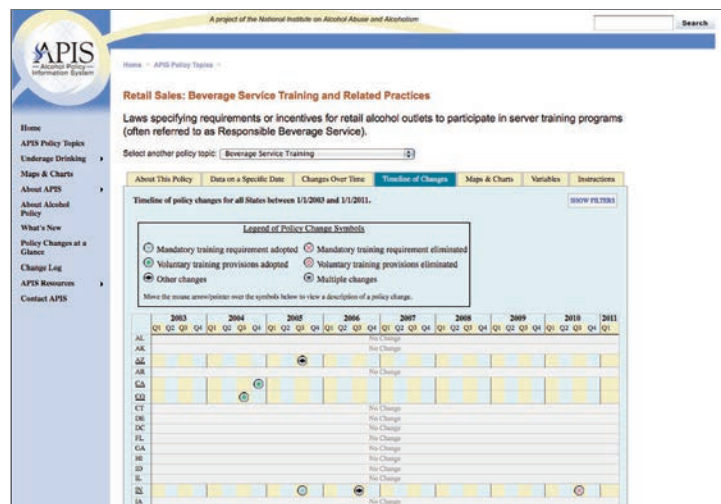 A project of the National Institute on Alcohol Abuse and Alcoholism
Search
APIS
Alcohol Policy
Information System
Home
APIS Policy Topics
Retail Sales: Beverage Service Training and Related Practices
Laws specifying requirements or incentives for retail alcohol outlets to participate in server training programs
(often referred to as Responsible Beverage Service).
Select another policy topic: Beverage Service Training
Home
APIS Policy Topics
Underage Drinking
Maps & Charts
About APIS
About Alcohol
Policy
What's New
Policy Changes at a
Glance
Change Log
APIS Resources
Contact APIS
About This Policy Data on a Specific Date Changes Over Time Timeline of Changes Maps & Charts Variables Instructions
Timeline of policy changes for all States between 1/1/2003 and 1/1/2011. SHOW FILTERS
Legend of Policy Change Symbols
Mandatory training requirement adopted Mandatory training requirement eliminated
Voluntary training provisions adopted Voluntary training provisions eliminated
Other changes Multiple changes
Move the mouse arrow/pointer over the symbols below to view a description of a policy change.
2003 2004 2005 2006 2007 2008 2009 2010 2011
Q1 Q2 Q3 Q4 Q1 Q2 Q3 Q4 Q1 Q2 Q3 Q4 Q1 Q2 Q3 Q4 Q1 Q2 Q3 Q4 Q1 Q2 Q3 Q4 Q1 Q2 Q3 Q4 Q1 Q2 Q3 Q4 Q1
AL No Change
AK No Change
AZ
AR No Change
CA
CO
CT No Change
DE No Change
DC No Change
FL No Change
GA No Change
HI No Change
ID No Change
IL No Change
IN
IA No Change